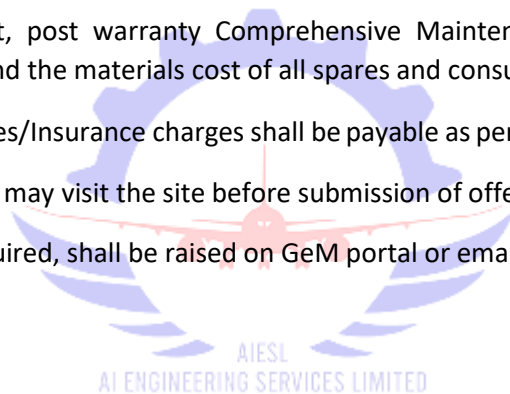 t, post warranty Comprehensive Mainter
nd the materials cost of all spares and consu
es/Insurance charges shall be payable as per
may visit the site before submission of offe
uired, shall be raised on GeM portal or ema
AIESL
AI ENGINEERING SERVICES LIMITED